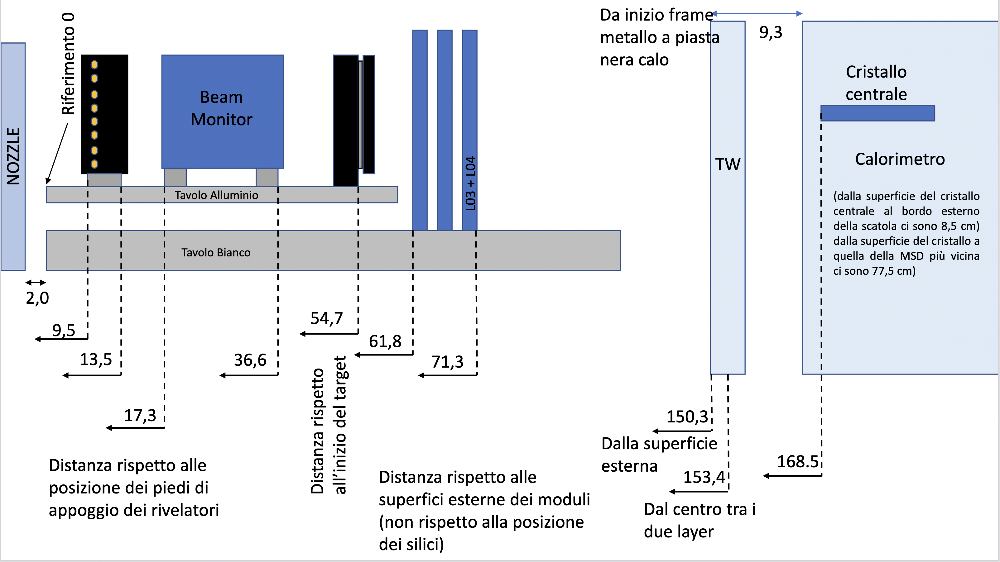 Riferimento 0
NOZZLE
Beam
Monitor
Tavolo Alluminio
Tavolo Bianco
L03 + L04
Da inizio frame
metallo a piasta
nera calo
9,3
TW
Cristallo
centrale
Calorimetro
(dalla superficie del cristallo
centrale al bordo esterno
della scatola ci sono 8,5 cm)
dalla superficie del cristallo a
quella della MSD più vicina
ci sono 77,5 cm)
2,0
9,5
13,5
17,3
36,6
54,7
61,8
71,3
Distanza rispetto alle
posizione dei piedi di
appoggio dei rivelatori
Distanza rispetto
all'inizio del target
Distanza rispetto alle
superfici esterne dei moduli
(non rispetto alla posizione
dei silici)
150,3
Dalla superficie
esterna
153,4
Dal centro tra i
due layer
168.5